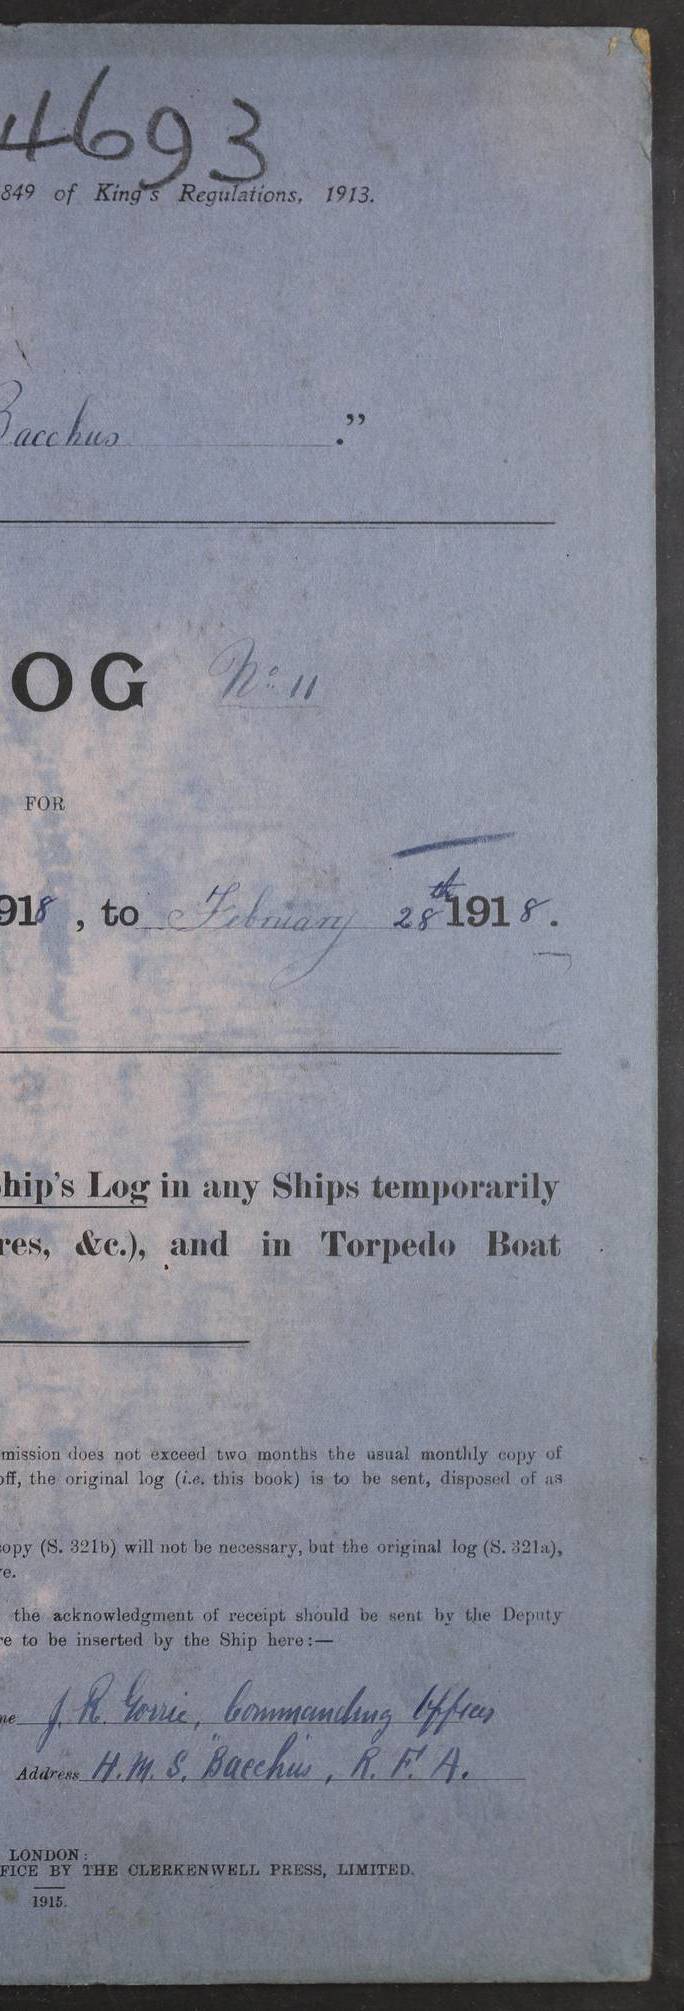 4693
849 of King's Regulations, 1913.
Bacchus ."
OG No. 11
FOR
918, to February 28th 1918.
hip's Log in any Ships temporarily
res, &c.), and in Torpedo Boat
mission does not exceed two months the usual monthly copy of
off, the original log (i.e. this book) is to be sent, disposed of as
opy (S. 321b) will not be necessary, but the original log (S. 321a),
re.
the acknowledgment of receipt should be sent by the Deputy
re to be inserted by the Ship here:—
me J. R. Gorrie, Commanding Officer
Address H.M.S. "Bacchus", R.F.A.
LONDON:
FICE BY THE CLERKENWELL PRESS, LIMITED.
1915.